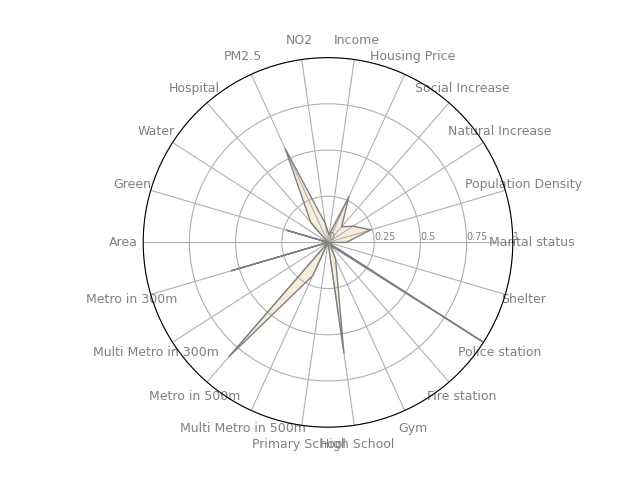 NO2 Income
PM2.5 Housing Price
Hospital Social Increase
Water Natural Increase
Green Population Density
Area 0 0.25 0.5 0.75 1 Marital status
Metro in 300m Shelter
Multi Metro in 300m Police station
Metro in 500m Fire station
Multi Metro in 500m Gym
Primary School High School